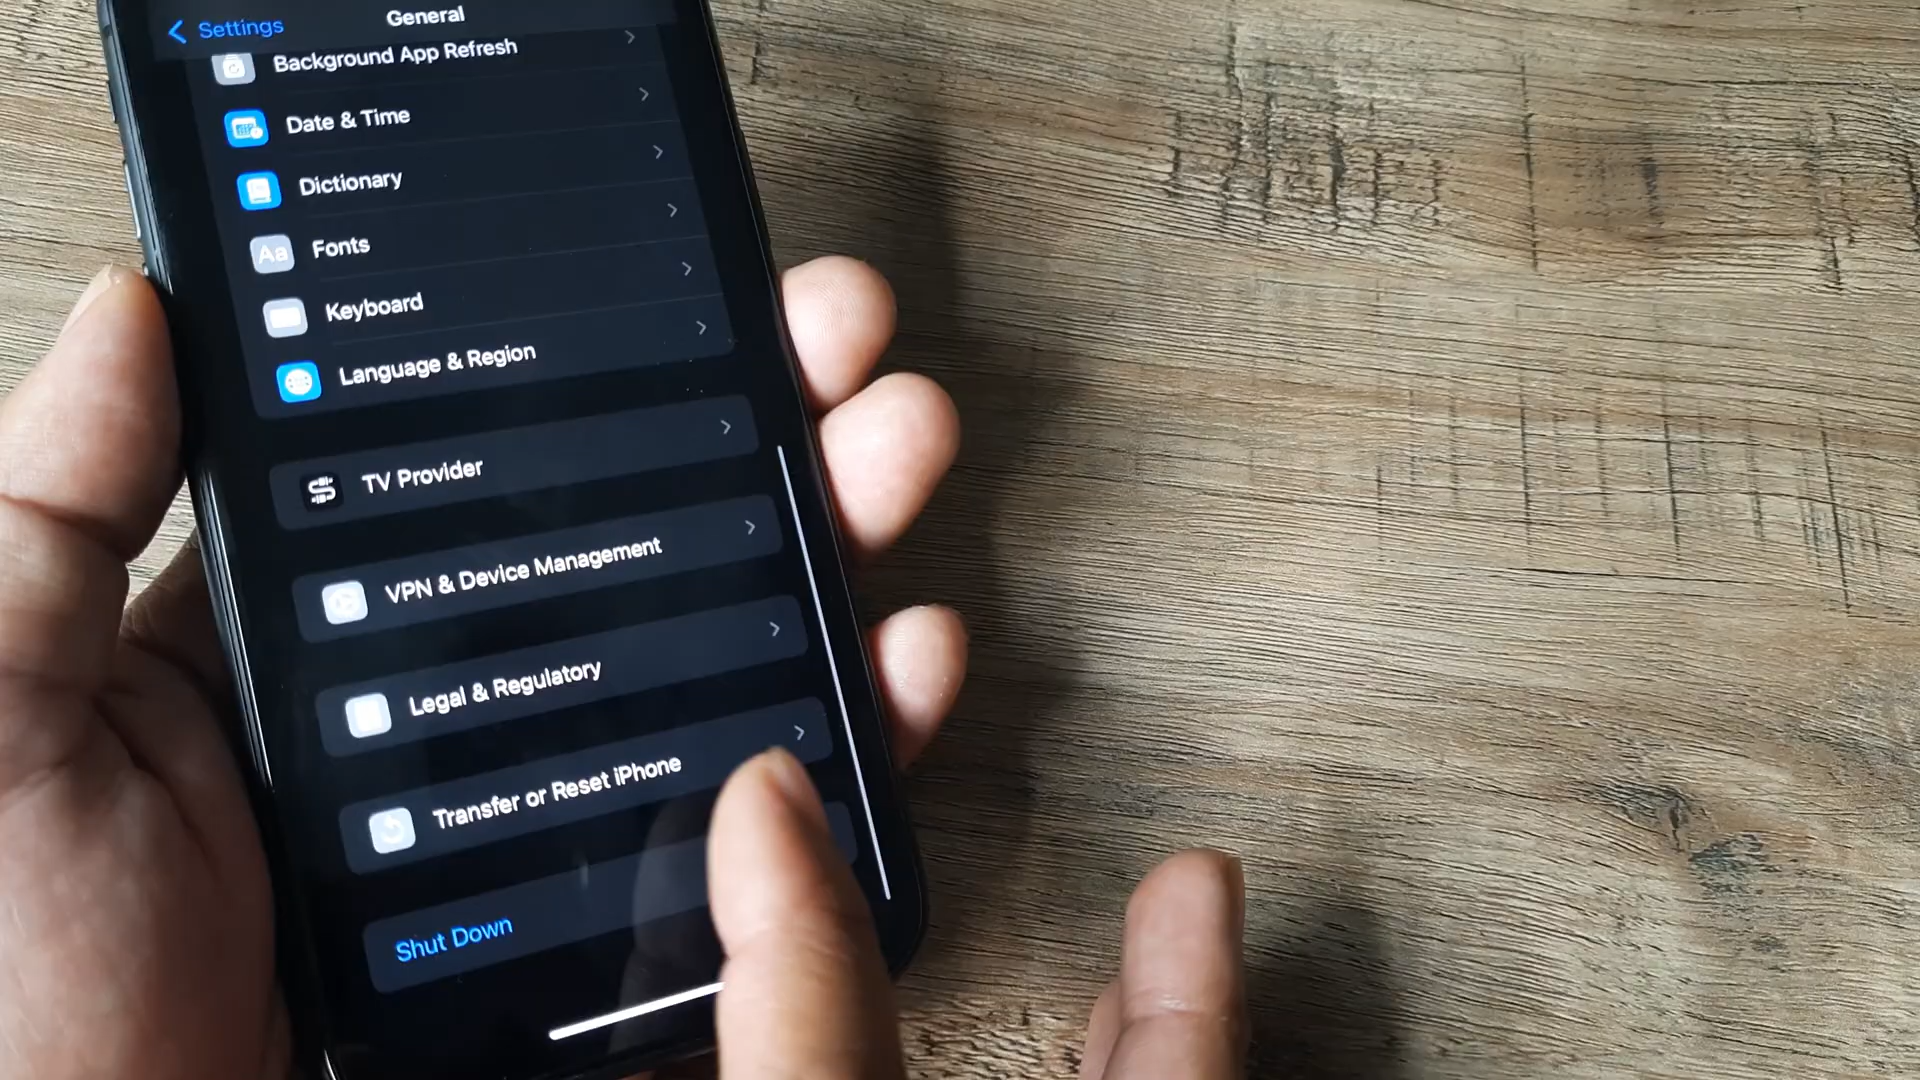 Settings
General
Background App Refresh
Date & Time
Dictionary
Aa
Fonts
Keyboard
Language & Region
TV Provider
VPN & Device Management
Legal & Regulatory
Transfer or Reset iPhone
Shut Down